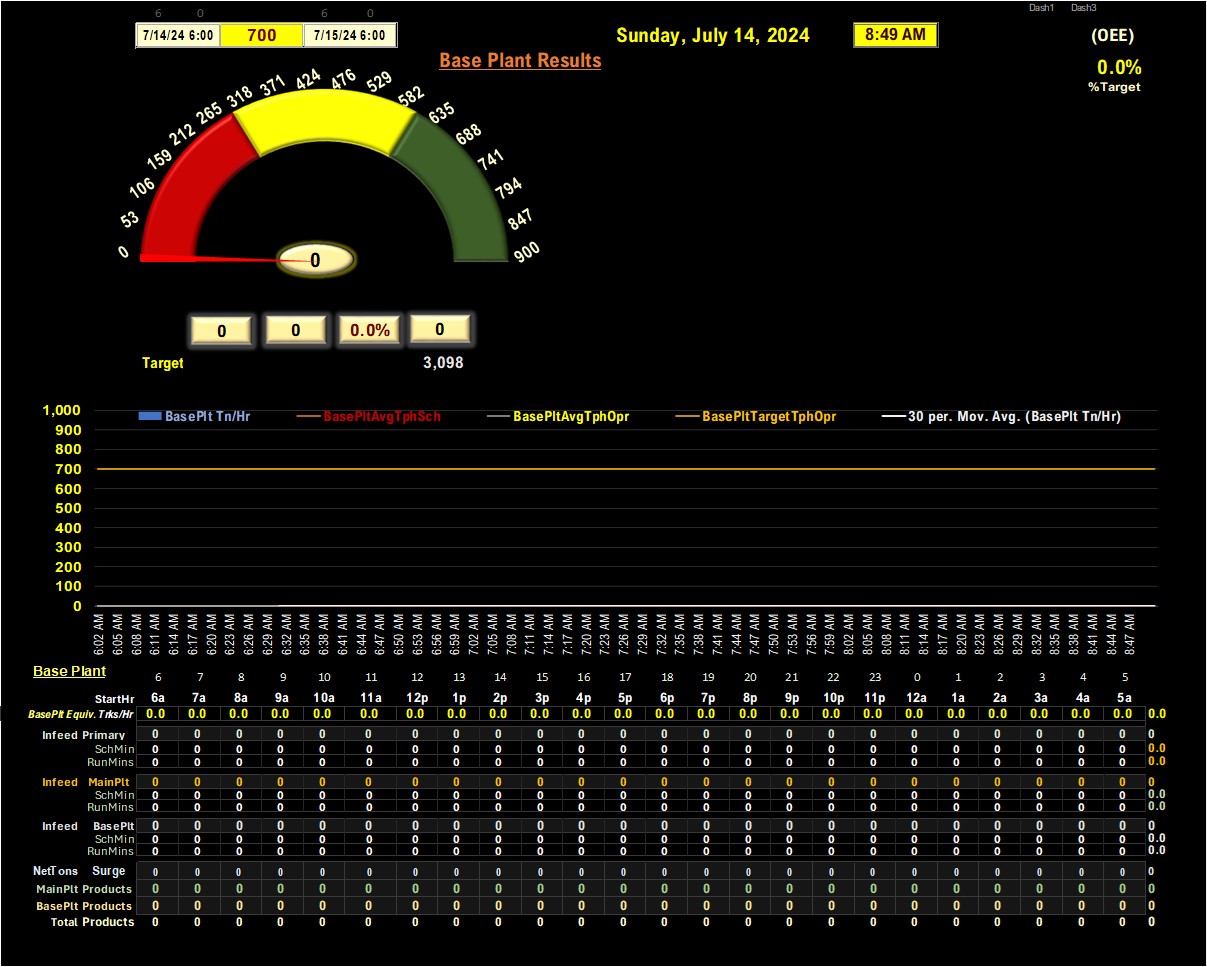 6 0 6 0 Dash1 Dash3
7/14/24 6:00 700 7/15/24 6:00 Sunday, July 14, 2024 8:49 AM (OEE)
Base Plant Results 0.0%
%Target
0 53 106 159 212 265 318 371 424 476 529 582 635 688 741 794 847 900
0
0 0 0.0% 0
Target 3,098
BasePlt Tn/Hr BasePltAvgTphSch BasePltAvgTphOpr BasePltTargetTphOpr 30 per. Mov. Avg. (BasePlt Tn/Hr)
1,000
900
800
700
600
500
400
300
200
100
0
6:02 AM 6:05 AM 6:08 AM 6:11 AM 6:14 AM 6:17 AM 6:20 AM 6:23 AM 6:26 AM 6:29 AM 6:32 AM 6:35 AM 6:38 AM 6:41 AM 6:44 AM 6:47 AM 6:50 AM 6:53 AM 6:56 AM 6:59 AM 7:02 AM 7:05 AM 7:08 AM 7:11 AM 7:14 AM 7:17 AM 7:20 AM 7:23 AM 7:26 AM 7:29 AM 7:32 AM 7:35 AM 7:38 AM 7:41 AM 7:44 AM 7:47 AM 7:50 AM 7:53 AM 7:56 AM 7:59 AM 8:02 AM 8:05 AM 8:08 AM 8:11 AM 8:14 AM 8:17 AM 8:20 AM 8:23 AM 8:26 AM 8:29 AM 8:32 AM 8:35 AM 8:38 AM 8:41 AM 8:44 AM 8:47 AM
Base Plant 6 7 8 9 10 11 12 13 14 15 16 17 18 19 20 21 22 23 0 1 2 3 4 5
StartHr 6a 7a 8a 9a 10a 11a 12p 1p 2p 3p 4p 5p 6p 7p 8p 9p 10p 11p 12a 1a 2a 3a 4a 5a
BasePlt Equiv. Trks/Hr 0.0 0.0 0.0 0.0 0.0 0.0 0.0 0.0 0.0 0.0 0.0 0.0 0.0 0.0 0.0 0.0 0.0 0.0 0.0 0.0 0.0 0.0 0.0 0.0 0.0
Infeed Primary 0 0 0 0 0 0 0 0 0 0 0 0 0 0 0 0 0 0 0 0 0 0 0 0 0
SchMin 0 0 0 0 0 0 0 0 0 0 0 0 0 0 0 0 0 0 0 0 0 0 0 0 0.0
RunMins 0 0 0 0 0 0 0 0 0 0 0 0 0 0 0 0 0 0 0 0 0 0 0 0 0.0
Infeed MainPlt 0 0 0 0 0 0 0 0 0 0 0 0 0 0 0 0 0 0 0 0 0 0 0 0 0
SchMin 0 0 0 0 0 0 0 0 0 0 0 0 0 0 0 0 0 0 0 0 0 0 0 0 0.0
RunMins 0 0 0 0 0 0 0 0 0 0 0 0 0 0 0 0 0 0 0 0 0 0 0 0 0.0
Infeed BasePlt 0 0 0 0 0 0 0 0 0 0 0 0 0 0 0 0 0 0 0 0 0 0 0 0 0
SchMin 0 0 0 0 0 0 0 0 0 0 0 0 0 0 0 0 0 0 0 0 0 0 0 0 0.0
RunMins 0 0 0 0 0 0 0 0 0 0 0 0 0 0 0 0 0 0 0 0 0 0 0 0 0.0
NetTons Surge 0 0 0 0 0 0 0 0 0 0 0 0 0 0 0 0 0 0 0 0 0 0 0 0 0
MainPlt Products 0 0 0 0 0 0 0 0 0 0 0 0 0 0 0 0 0 0 0 0 0 0 0 0 0
BasePlt Products 0 0 0 0 0 0 0 0 0 0 0 0 0 0 0 0 0 0 0 0 0 0 0 0 0
Total Products 0 0 0 0 0 0 0 0 0 0 0 0 0 0 0 0 0 0 0 0 0 0 0 0 0